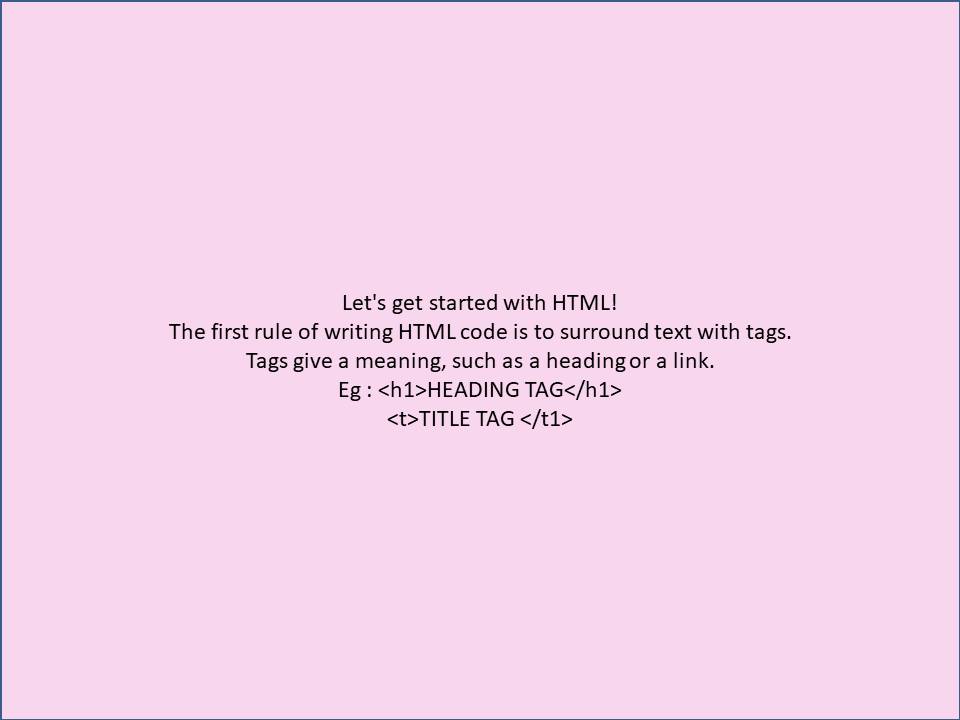 Let's get started with HTML!
The first rule of writing HTML code is to surround text with tags.
Tags give a meaning, such as a heading or a link.
Eg : <h1>HEADING TAG</h1>
<t>TITLE TAG </t1>